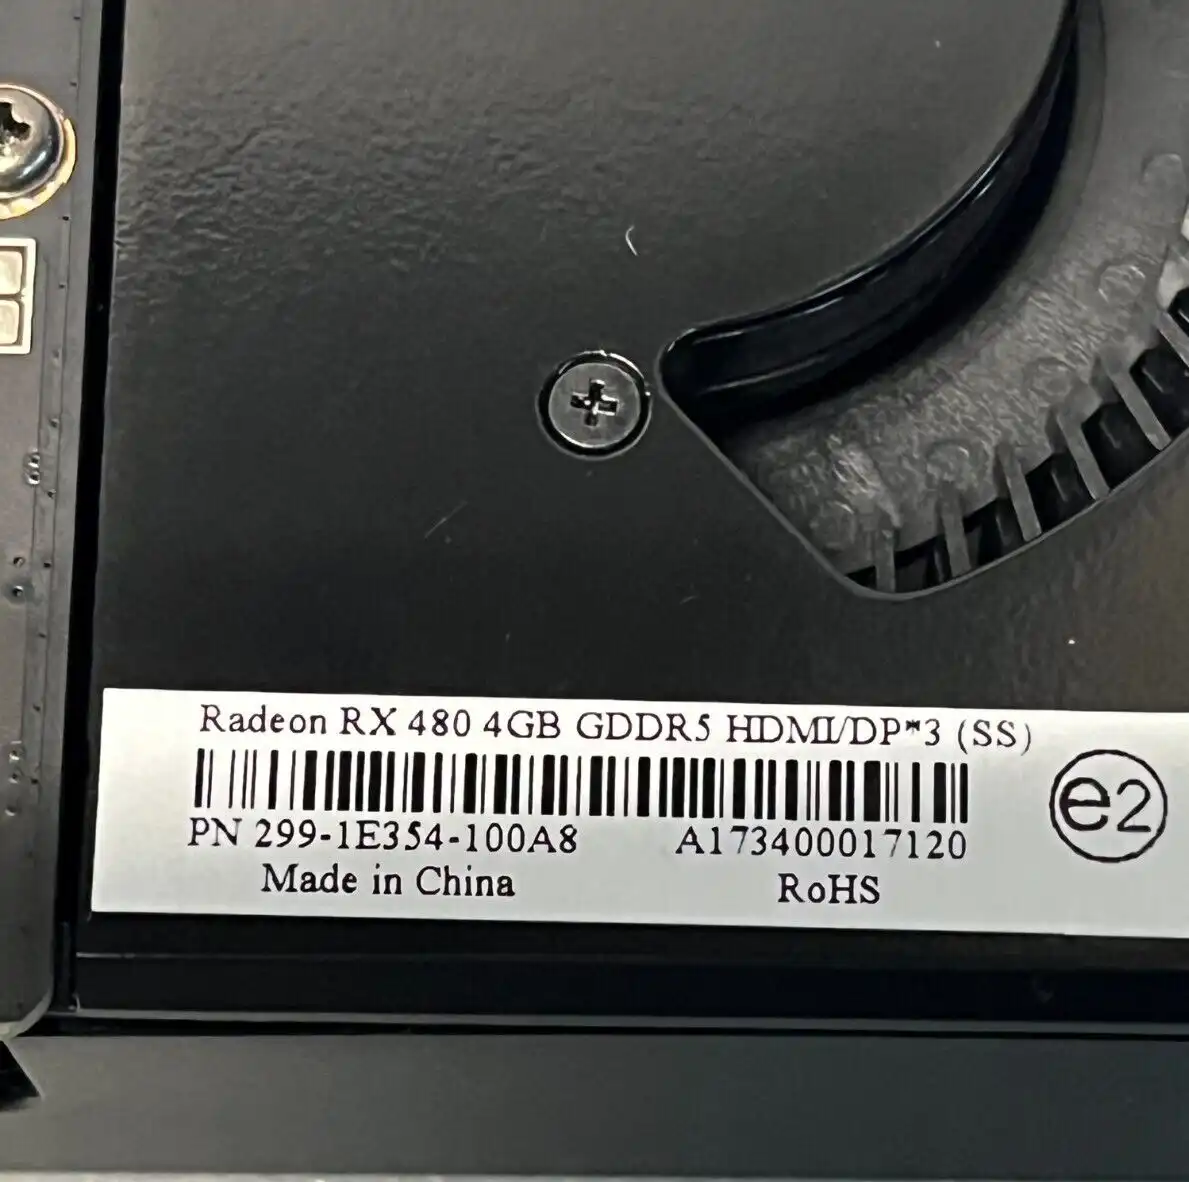 Radeon RX 480 4GB GDDR5 HDMI/DP*3 (SS)
PN 299-1E354-100A8 A173400017120
Made in China RoHS
e2